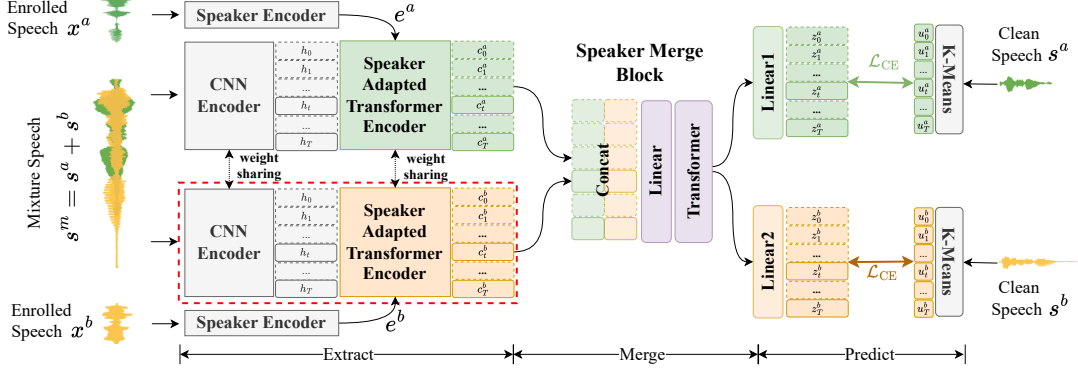 Enrolled
Speech x^a
Speaker Encoder
e^a
Mixture Speech
s^m = s^a + s^b
CNN
Encoder
h_0
h_1
...
h_t
...
h_T
Speaker
Adapted
Transformer
Encoder
c_0^a
c_1^a
...
c_t^a
...
c_T^a
weight
sharing
weight
sharing
CNN
Encoder
h_0
h_1
...
h_t
...
h_T
Speaker
Adapted
Transformer
Encoder
c_0^b
c_1^b
...
c_t^b
...
c_T^b
Enrolled
Speech x^b
Speaker Encoder
e^b
Speaker Merge
Block
Concat
Linear
Transformer
Linear1
z_0^a
z_1^a
...
z_t^a
...
z_T^a
L_CE
u_0^a
u_1^a
...
u_t^a
...
u_T^a
K-Means
Clean
Speech s^a
Linear2
z_0^b
z_1^b
...
z_t^b
...
z_T^b
L_CE
u_0^b
u_1^b
...
u_t^b
...
u_T^b
K-Means
Clean
Speech s^b
Extract
Merge
Predict